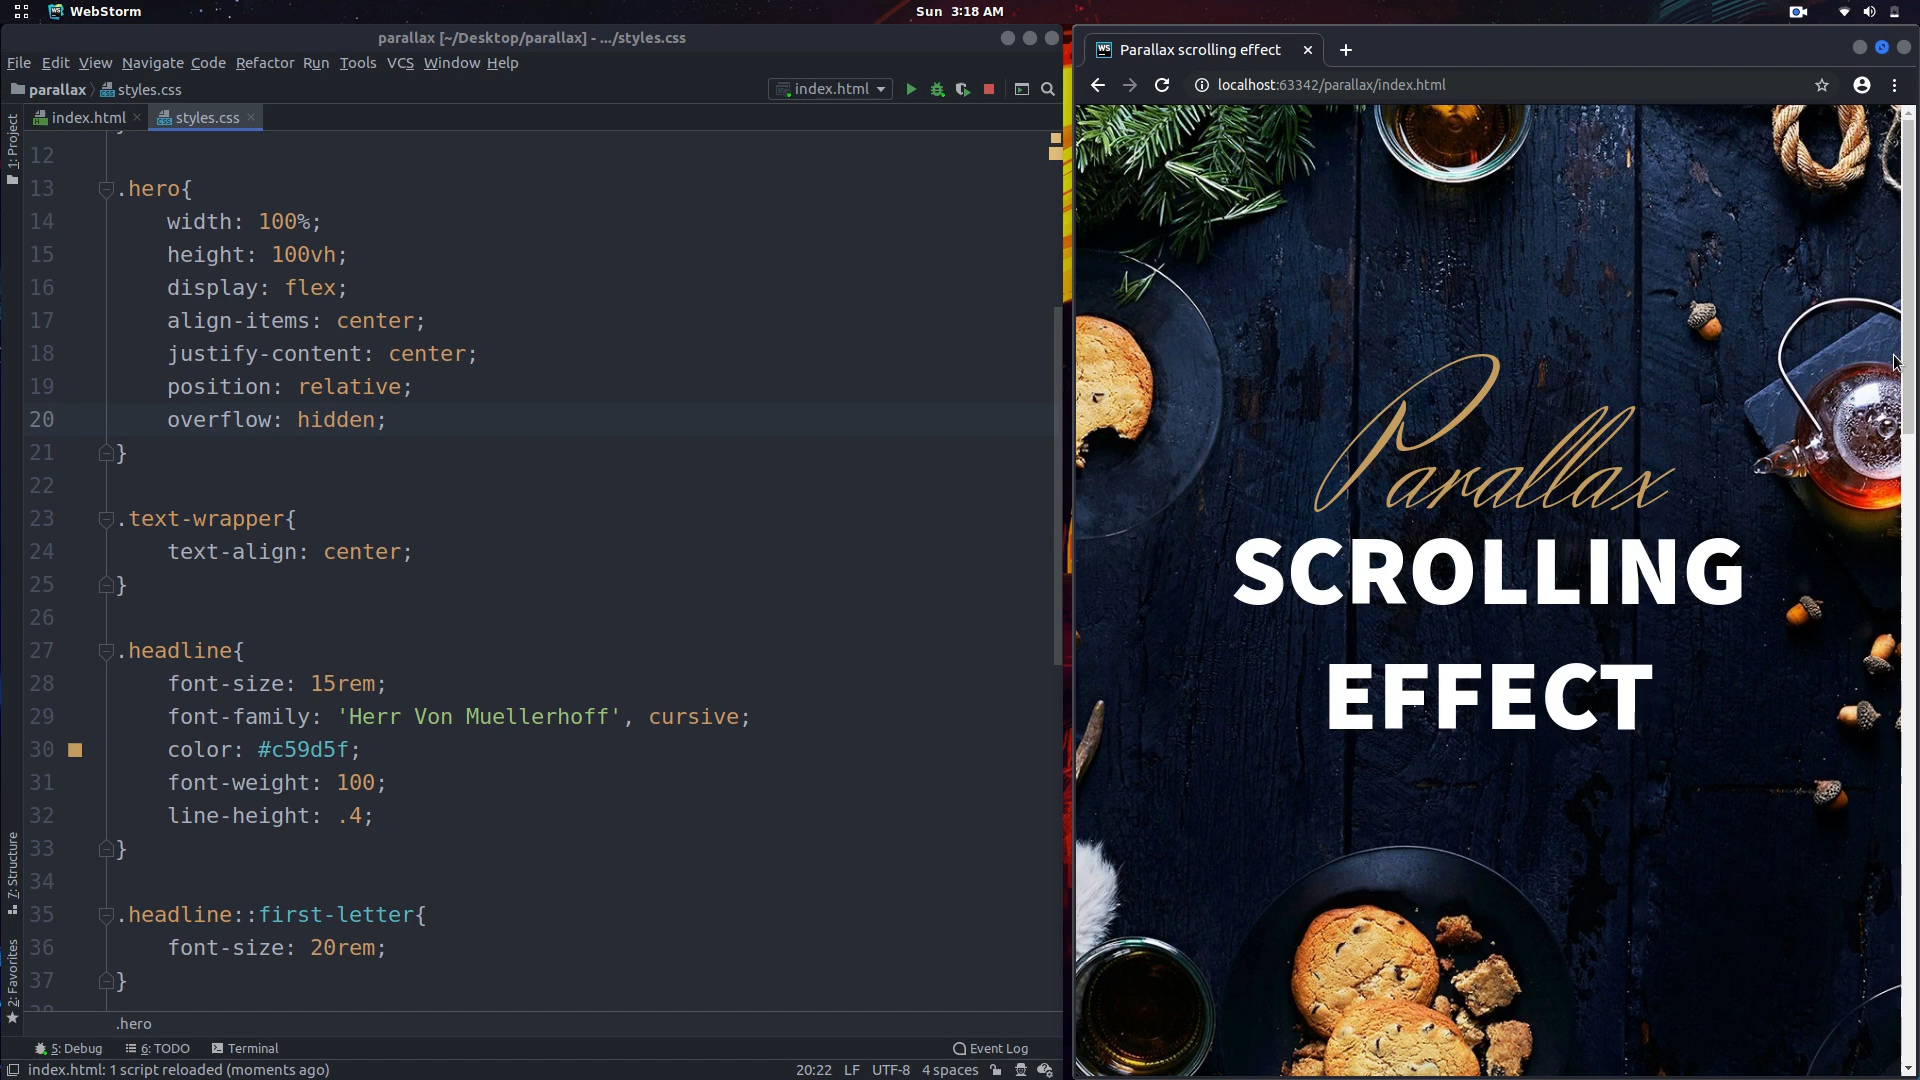 WebStorm
Sun 3:18 AM
parallax [~/Desktop/parallax] - .../styles.css
File Edit View Navigate Code Refactor Run Tools VCS Window Help
parallax styles.css
index.html
index.html styles.css
1: Project
7: Structure
2: Favorites
12
13 .hero{
14 width: 100%;
15 height: 100vh;
16 display: flex;
17 align-items: center;
18 justify-content: center;
19 position: relative;
20 overflow: hidden;
21 }
22
23 .text-wrapper{
24 text-align: center;
25 }
26
27 .headline{
28 font-size: 15rem;
29 font-family: 'Herr Von Muellerhoff', cursive;
30 color: #c59d5f;
31 font-weight: 100;
32 line-height: .4;
33 }
34
35 .headline::first-letter{
36 font-size: 20rem;
37 }
.hero
5: Debug 6: TODO Terminal Event Log
index.html: 1 script reloaded (moments ago) 20:22 LF UTF-8 4 spaces
WS Parallax scrolling effect
localhost:63342/parallax/index.html
Parallax
SCROLLING
EFFECT